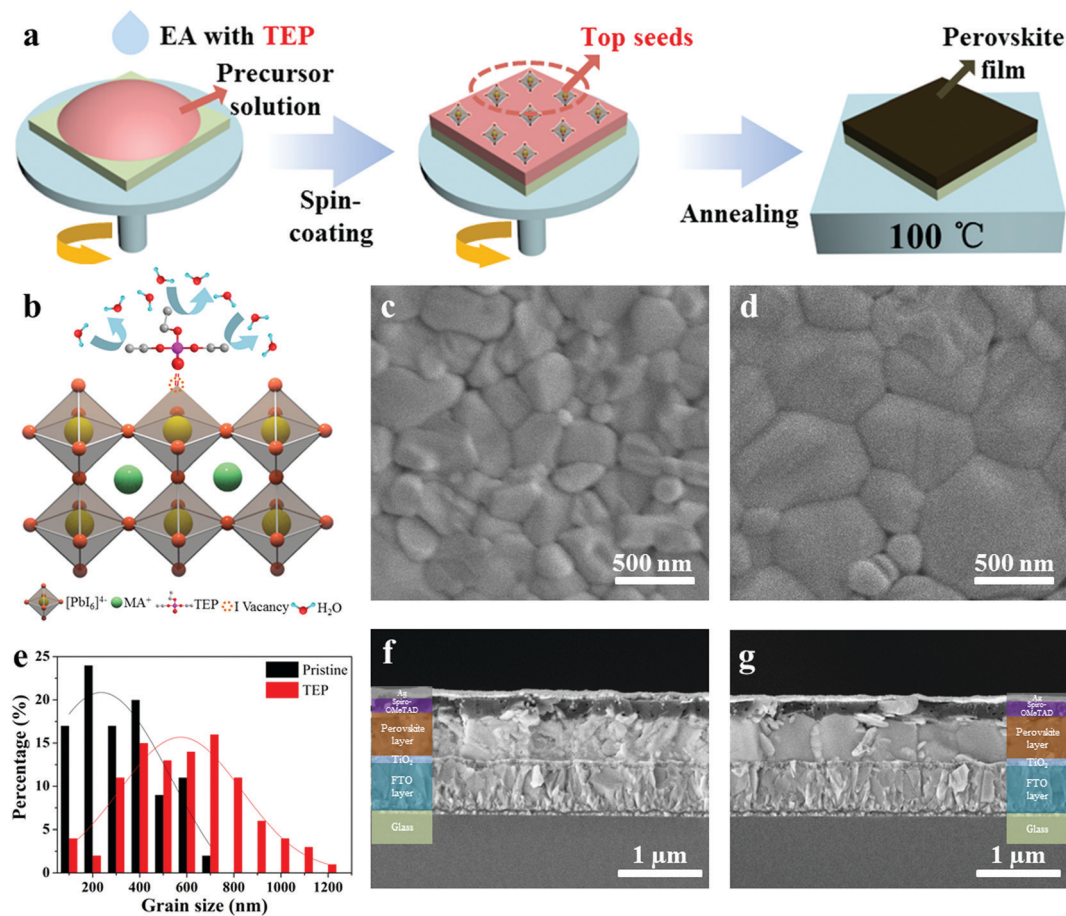 a
EA with TEP
Precursor
solution
Spin-
coating
Top seeds
Annealing
Perovskite
film
100 ℃
b
[PbI₆]⁴⁻ MA⁺ TEP I Vacancy H₂O
c
500 nm
d
500 nm
e
Pristine
TEP
Percentage (%)
25
20
15
10
5
0
200 400 600 800 1000 1200
Grain size (nm)
f
Ag
Spiro-
OMeTAD
Perovskite
layer
TiO₂
FTO
layer
Glass
1 μm
g
Ag
Spiro-
OMeTAD
Perovskite
layer
TiO₂
FTO
layer
Glass
1 μm